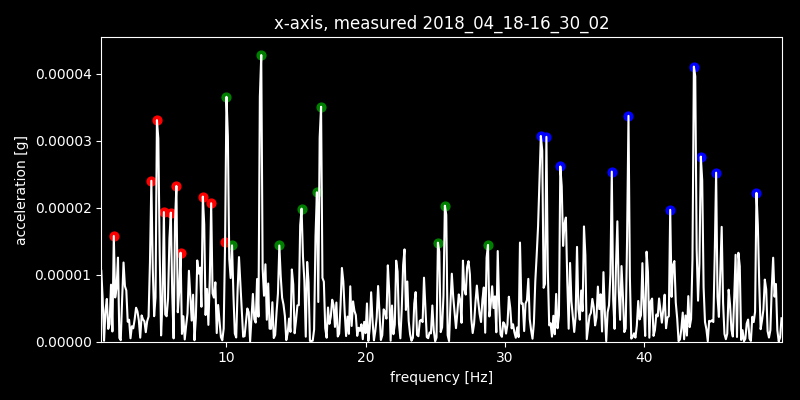 x-axis, measured 2018_04_18-16_30_02
0.00004
0.00003
0.00002
0.00001
0.00000
acceleration [g]
10 20 30 40
frequency [Hz]